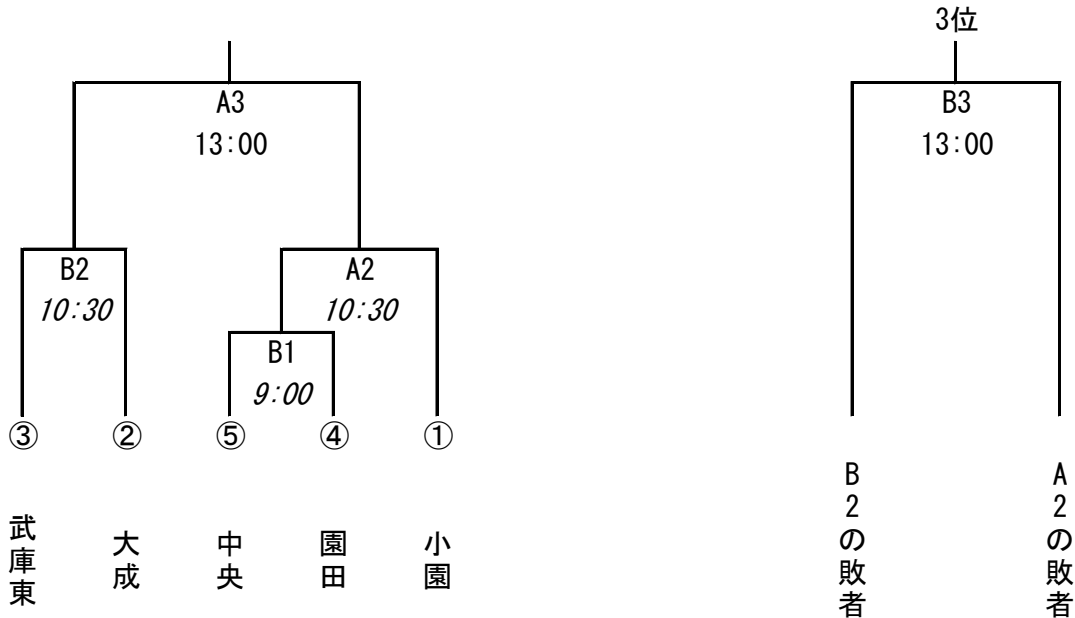 3位
A3
13:00
B3
13:00
B2
10:30
A2
10:30
B1
9:00
③
②
⑤
④
①
武庫東
大成
中央
園田
小園
B2の敗者
A2の敗者